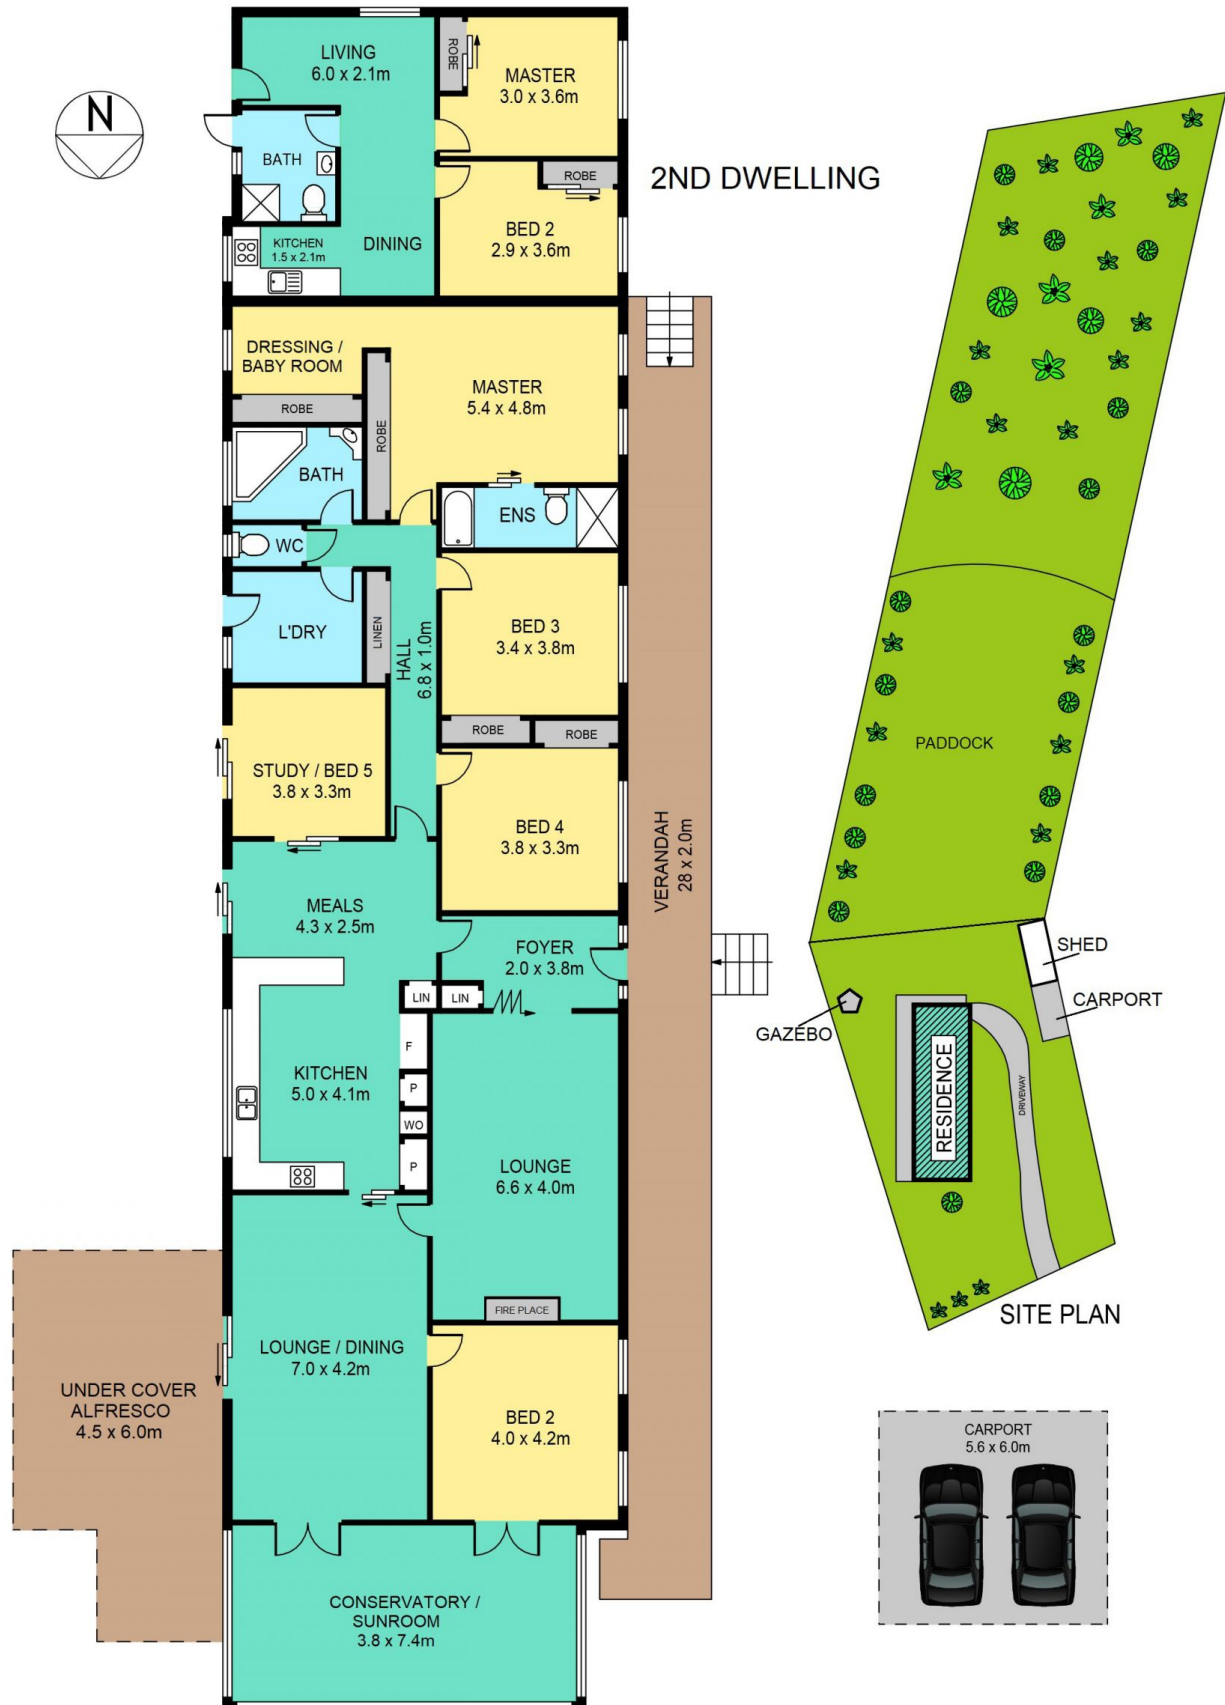 LIVING
6.0 x 2.1m
ROBE
MASTER
3.0 x 3.6m
N
BATH
ROBE
2ND DWELLING
BED 2
2.9 x 3.6m
KITCHEN
1.5 x 2.1m
DINING
DRESSING /
BABY ROOM
ROBE
MASTER
5.4 x 4.8m
ROBE
BATH
ENS
WC
L'DRY
LINEN
HALL
6.8 x 1.0m
BED 3
3.4 x 3.8m
ROBE
ROBE
STUDY / BED 5
3.8 x 3.3m
BED 4
3.8 x 3.3m
VERANDAH
28 x 2.0m
MEALS
4.3 x 2.5m
FOYER
2.0 x 3.8m
LIN
LIN
F
KITCHEN
5.0 x 4.1m
P
WO
P
LOUNGE
6.6 x 4.0m
FIRE PLACE
LOUNGE / DINING
7.0 x 4.2m
UNDER COVER
ALFRESCO
4.5 x 6.0m
BED 2
4.0 x 4.2m
CONSERVATORY /
SUNROOM
3.8 x 7.4m
PADDOCK
SHED
CARPORT
GAZEBO
RESIDENCE
DRIVEWAY
SITE PLAN
CARPORT
5.6 x 6.0m